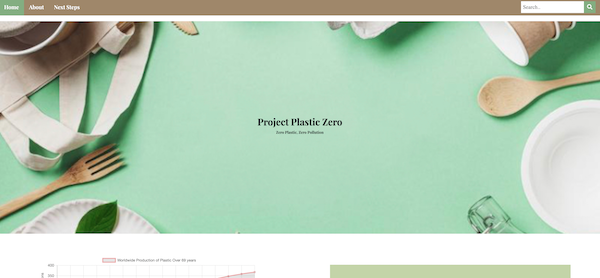 Home About Next Steps Search...
Project Plastic Zero
Zero Plastic, Zero Pollution
Worldwide Production of Plastic Over 66 years
400